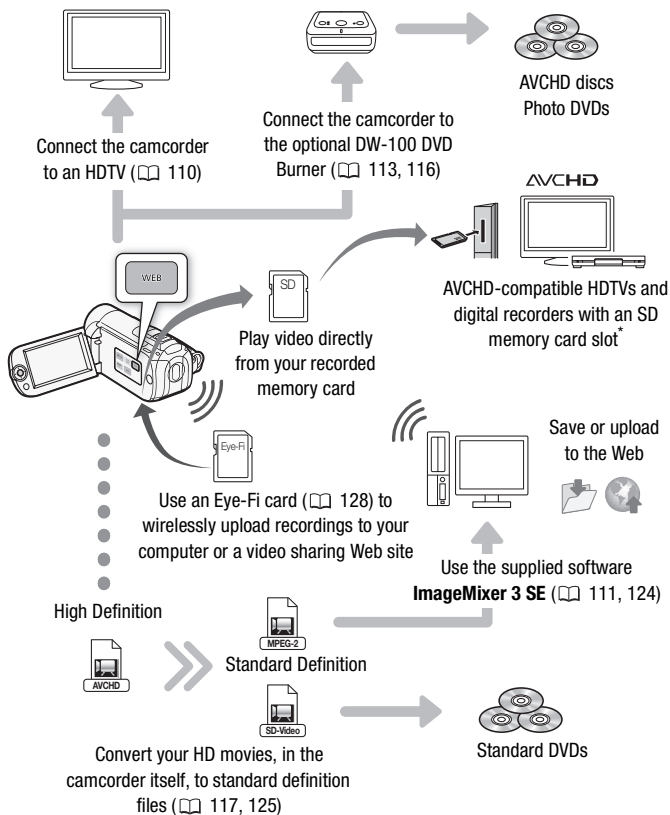 AVCHD discs
Photo DVDs
Connect the camcorder
to an HDTV (110)
Connect the camcorder to
the optional DW-100 DVD
Burner (113, 116)
AVCHD
AVCHD-compatible HDTVs and
digital recorders with an SD
memory card slot*
WEB
SD
Play video directly
from your recorded
memory card
Eye-Fi
Use an Eye-Fi card (128) to
wirelessly upload recordings to your
computer or a video sharing Web site
Save or upload
to the Web
Use the supplied software
ImageMixer 3 SE (111, 124)
High Definition
AVCHD
MPEG-2
Standard Definition
SD-Video
Standard DVDs
Convert your HD movies, in the
camcorder itself, to standard definition
files (117, 125)